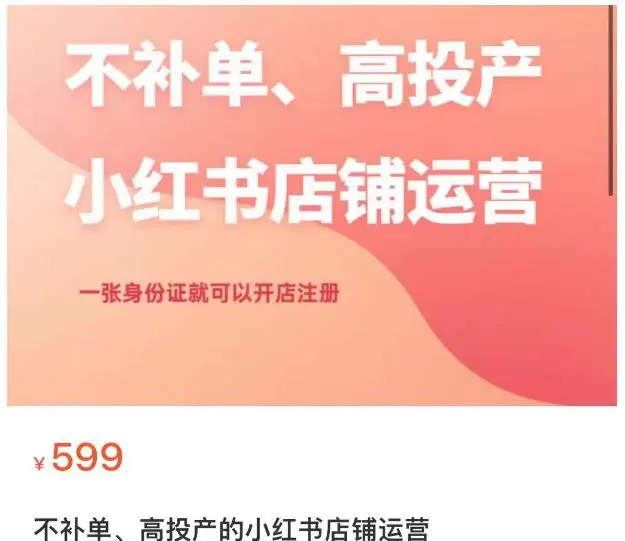 不补单、高投产
小红书店铺运营
一张身份证就可以开店注册
¥ 599
不补单、高投产的小红书店铺运营